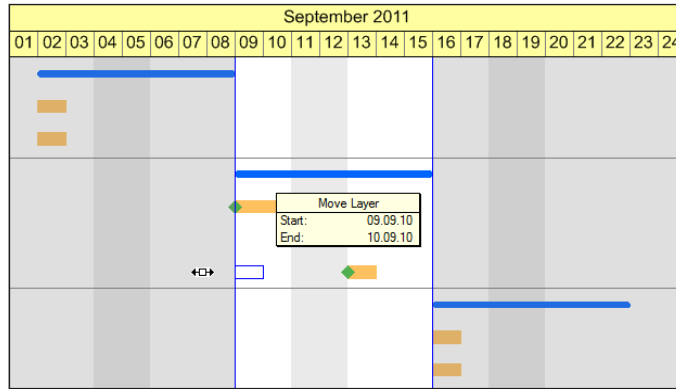 September 2011
01 02 03 04 05 06 07 08 09 10 11 12 13 14 15 16 17 18 19 20 21 22 23 24
Move Layer
Start: 09.09.10
End: 10.09.10